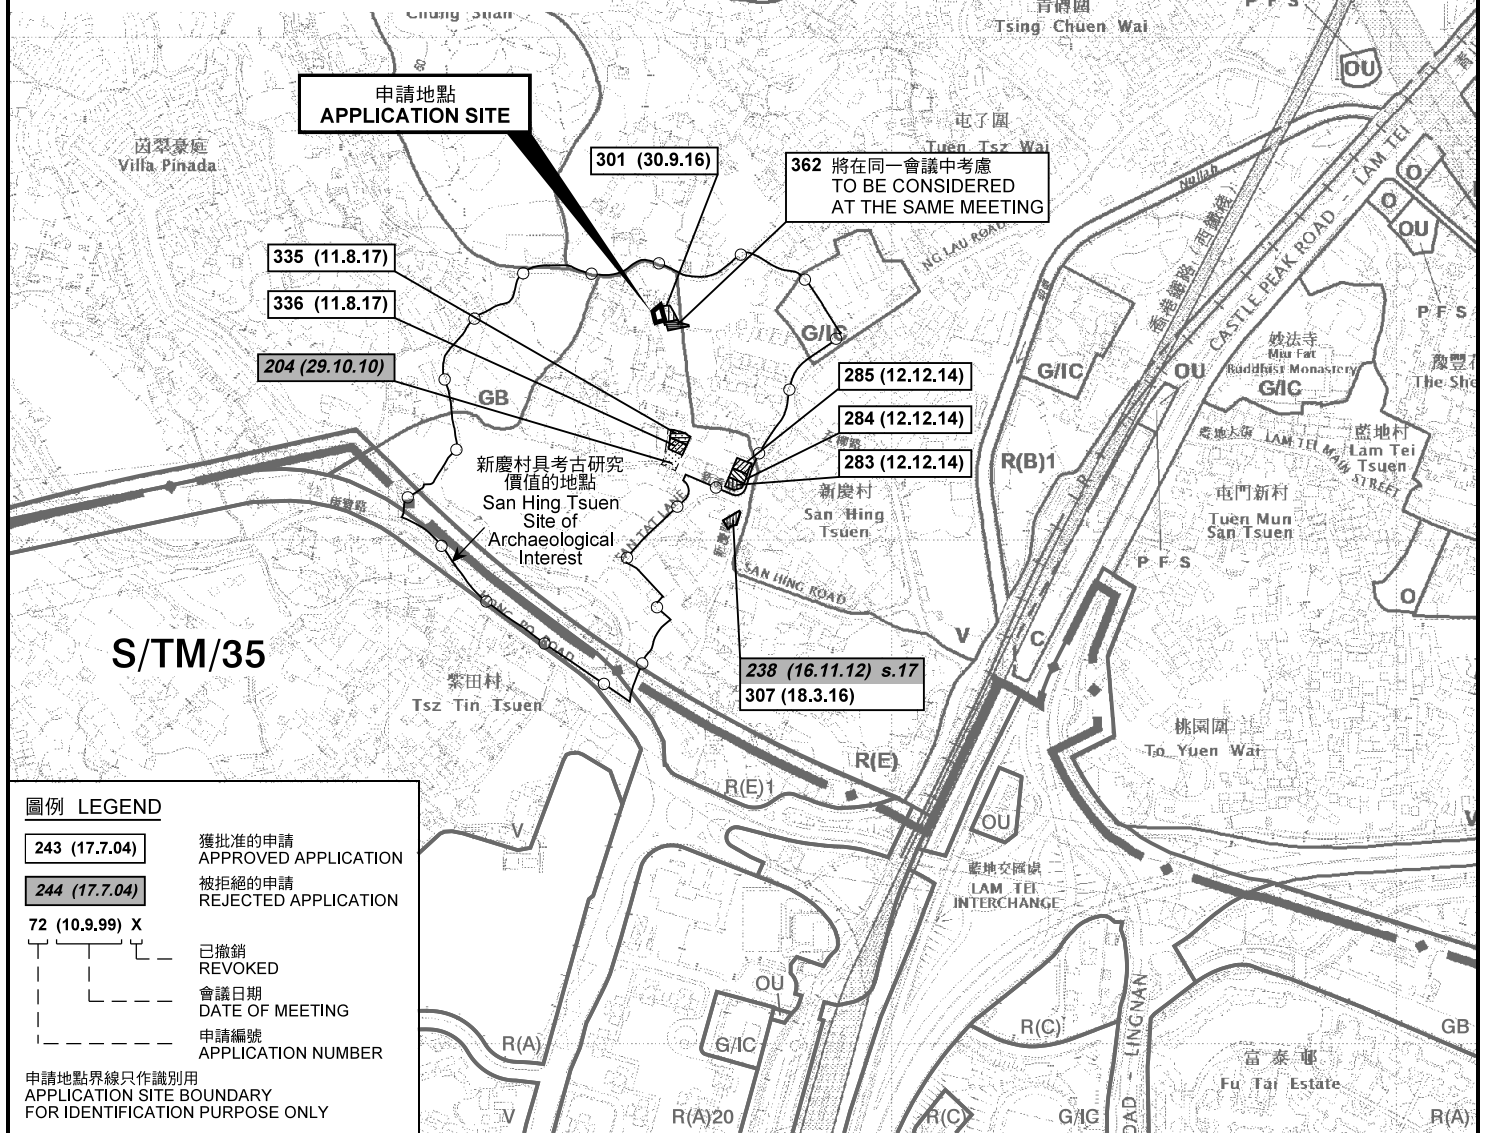 Chung Shan
青磚圍
Tsing Chuen Wai
P F S
OU
申請地點
APPLICATION SITE
茵翠豪庭
Villa Pinada
屯子圍
Tuen Tsz Wai
301 (30.9.16)
362 將在同一會議中考慮
TO BE CONSIDERED
AT THE SAME MEETING
Nullah
香港鐵路 (西鐵綫)
CASTLE PEAK ROAD - LAM TEI
O
O
OU
NG LAU ROAD
335 (11.8.17)
336 (11.8.17)
204 (29.10.10)
GB
G/IC
G/IC
OU
妙法寺
Miu Fat
Buddhist Monastery
G/IC
P F S
The She
285 (12.12.14)
284 (12.12.14)
283 (12.12.14)
R(B)1
LAM TEI MAIN STREET
藍地村
Lam Tei
Tsuen
新慶村具考古研究
價值的地點
San Hing Tsuen
Site of
Archaeological
Interest
SAN TAT LANE
新慶村
San Hing
Tsuen
屯門新村
Tuen Mun
San Tsuen
P F S
L R
SAN HING ROAD
HING PO ROAD
O
V
C
S/TM/35
紫田村
Tsz Tin Tsuen
238 (16.11.12) s.17
307 (18.3.16)
桃園圍
To Yuen Wai
R(E)
R(E)1
OU
V
V
藍地交匯處
LAM TEI
INTERCHANGE
OU
R(A)
G/IC
R(C)
GB
富泰邨
Fu Tai Estate
ROAD - LINGNAN
V
R(A)20
R(C)
G/IC
R(A)
圖例 LEGEND
243 (17.7.04)
獲批准的申請
APPROVED APPLICATION
244 (17.7.04)
被拒絕的申請
REJECTED APPLICATION
72 (10.9.99) X
已撤銷
REVOKED
會議日期
DATE OF MEETING
申請編號
APPLICATION NUMBER
申請地點界線只作識別用
APPLICATION SITE BOUNDARY
FOR IDENTIFICATION PURPOSE ONLY